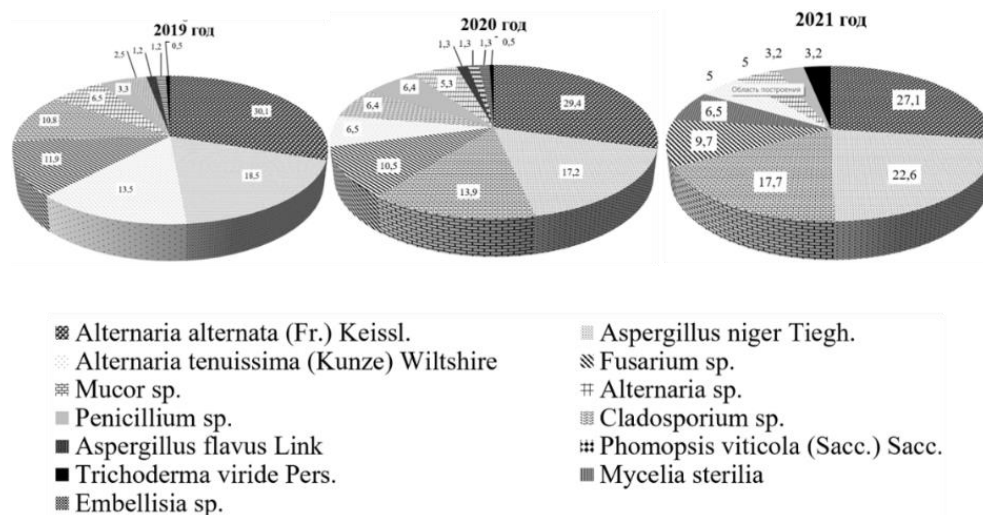 2019 год
2,5
1,2
1,2
0,5
3,3
6,5
10,8
11,9
13,5
18,5
30,1
2020 год
1,3
1,3
1,3
0,5
5,3
6,4
6,4
6,5
10,5
13,9
17,2
29,4
2021 год
5
5
3,2
3,2
Область построения
6,5
9,7
17,7
22,6
27,1
Alternaria alternata (Fr.) Keissl.
Aspergillus niger Tiegh.
Alternaria tenuissima (Kunze) Wiltshire
Fusarium sp.
Mucor sp.
Alternaria sp.
Penicillium sp.
Cladosporium sp.
Aspergillus flavus Link
Phomopsis viticola (Sacc.) Sacc.
Trichoderma viride Pers.
Mycelia sterilia
Embellisia sp.